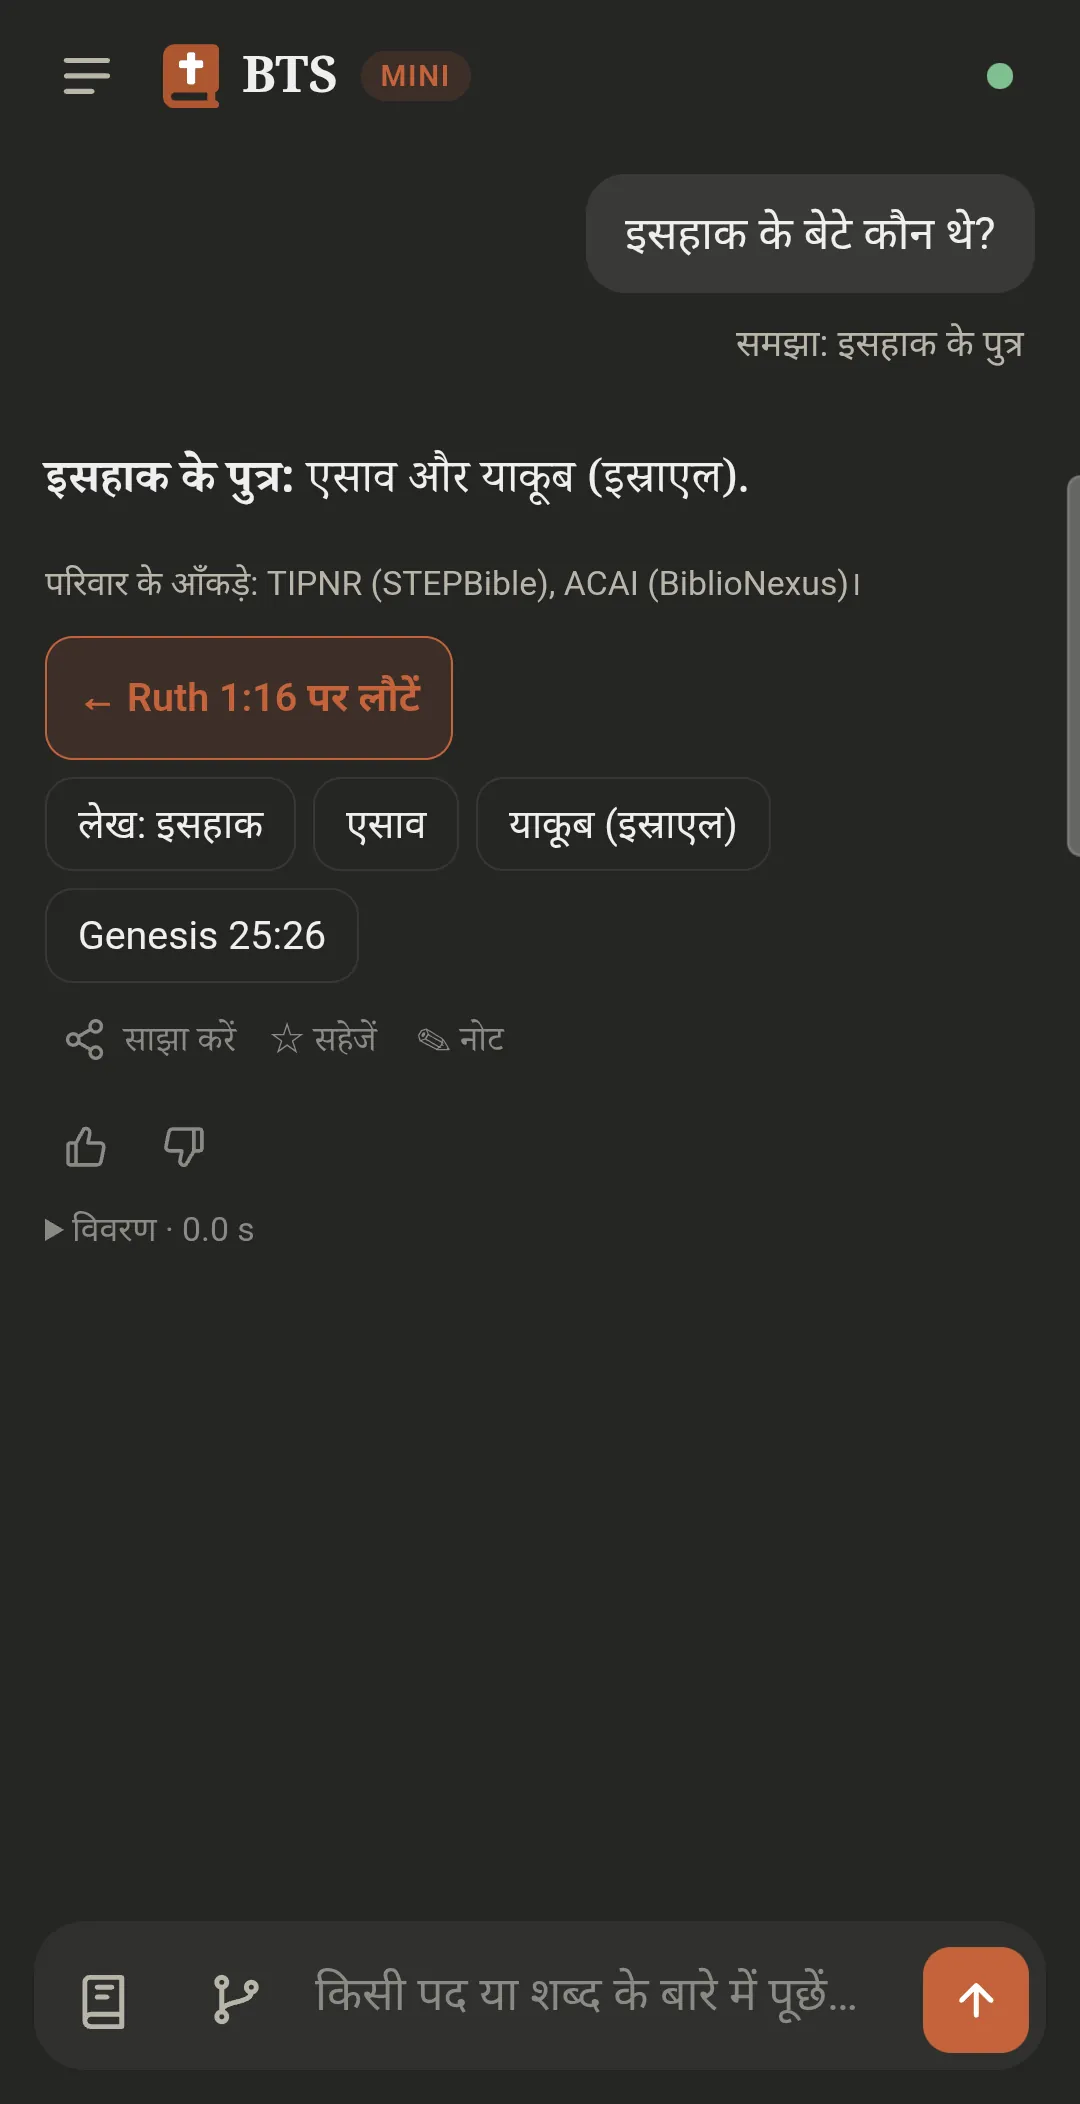 BTS MINI
इसहाक के बेटे कौन थे?
समझा: इसहाक के पुत्र
इसहाक के पुत्र: एसाव और याकूब (इस्राएल).
परिवार के आँकड़े: TIPNR (STEPBible), ACAI (BiblioNexus)।
← Ruth 1:16 पर लौटें
लेख: इसहाक एसाव याकूब (इस्राएल)
Genesis 25:26
साझा करें ☆ सहेजें ✎ नोट
▶ विवरण · 0.0 s
किसी पद या शब्द के बारे में पूछें...